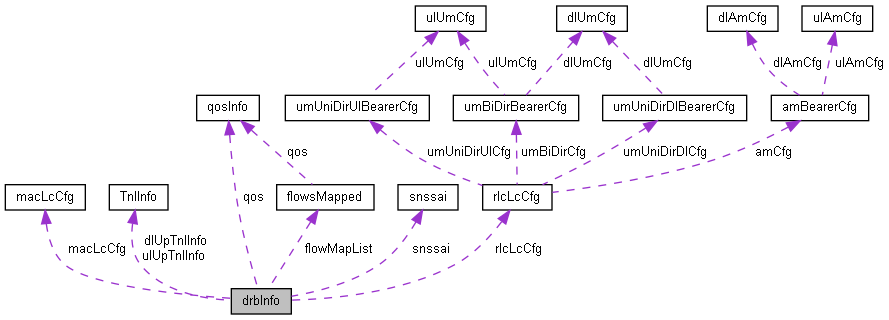 ulUmCfg
dlUmCfg
dlAmCfg
ulAmCfg
ulUmCfg
ulUmCfg
dlUmCfg
dlUmCfg
dlAmCfg
ulAmCfg
qosInfo
umUniDirUlBearerCfg
umBiDirBearerCfg
umUniDirDlBearerCfg
amBearerCfg
qos
umUniDirUlCfg
umBiDirCfg
umUniDirDlCfg
amCfg
macLcCfg
TnlInfo
qos
flowsMapped
snssai
rlcLcCfg
macLcCfg
dlUpTnlInfo
ulUpTnlInfo
flowMapList
snssai
rlcLcCfg
drbInfo